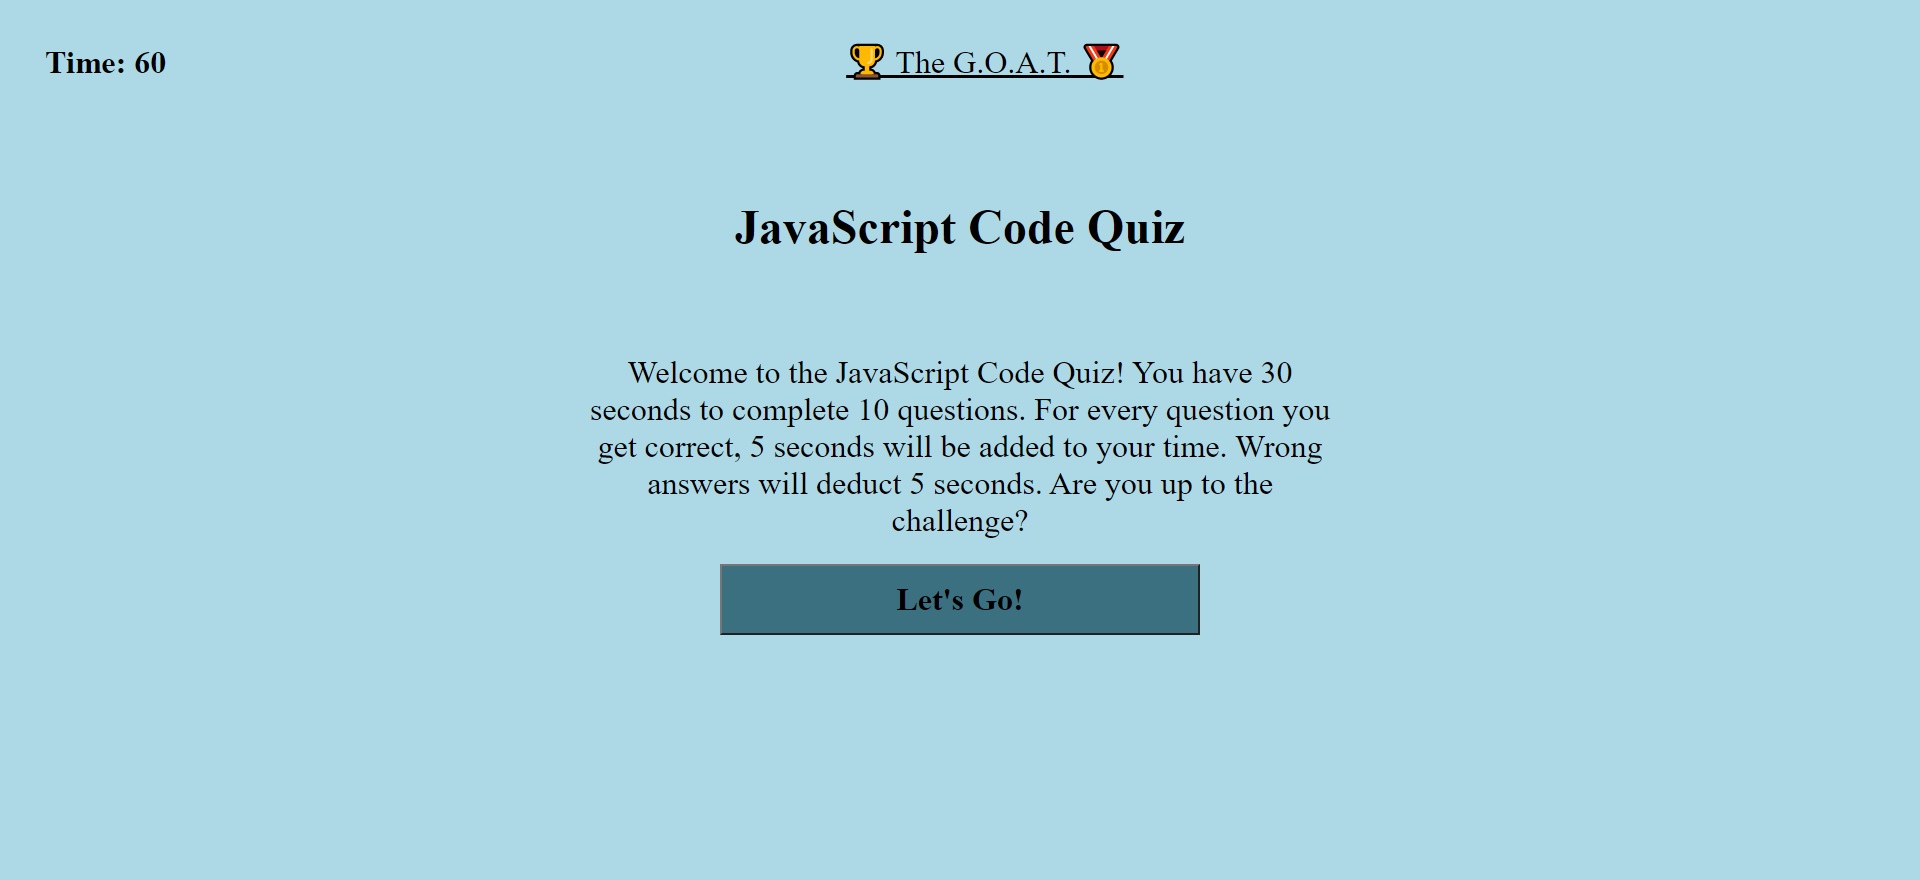 Time: 60
🏆 The G.O.A.T. 🏅
JavaScript Code Quiz
Welcome to the JavaScript Code Quiz! You have 30
seconds to complete 10 questions. For every question you
get correct, 5 seconds will be added to your time. Wrong
answers will deduct 5 seconds. Are you up to the
challenge?
Let's Go!